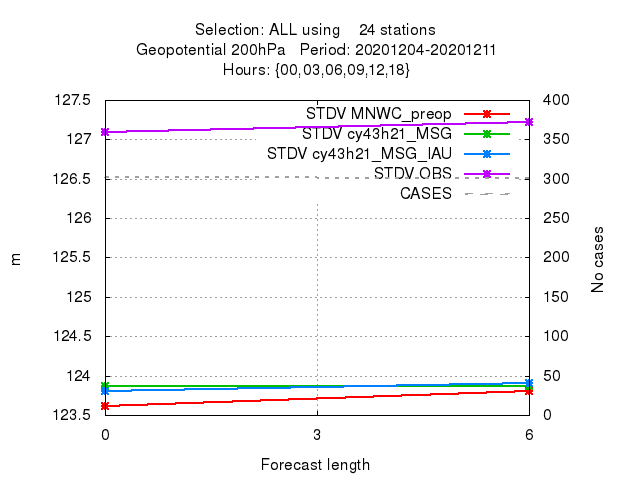 Selection: ALL using 24 stations
Geopotential 200hPa Period: 20201204-20201211
Hours: {00,03,06,09,12,18}
127.5
127
126.5
126
125.5
125
124.5
124
123.5
m
STDV MNWC_preop
STDV cy43h21_MSG
STDV cy43h21_MSG_IAU
STDV OBS
CASES
400
350
300
250
200
150
100
50
0
No cases
0 3 6
Forecast length